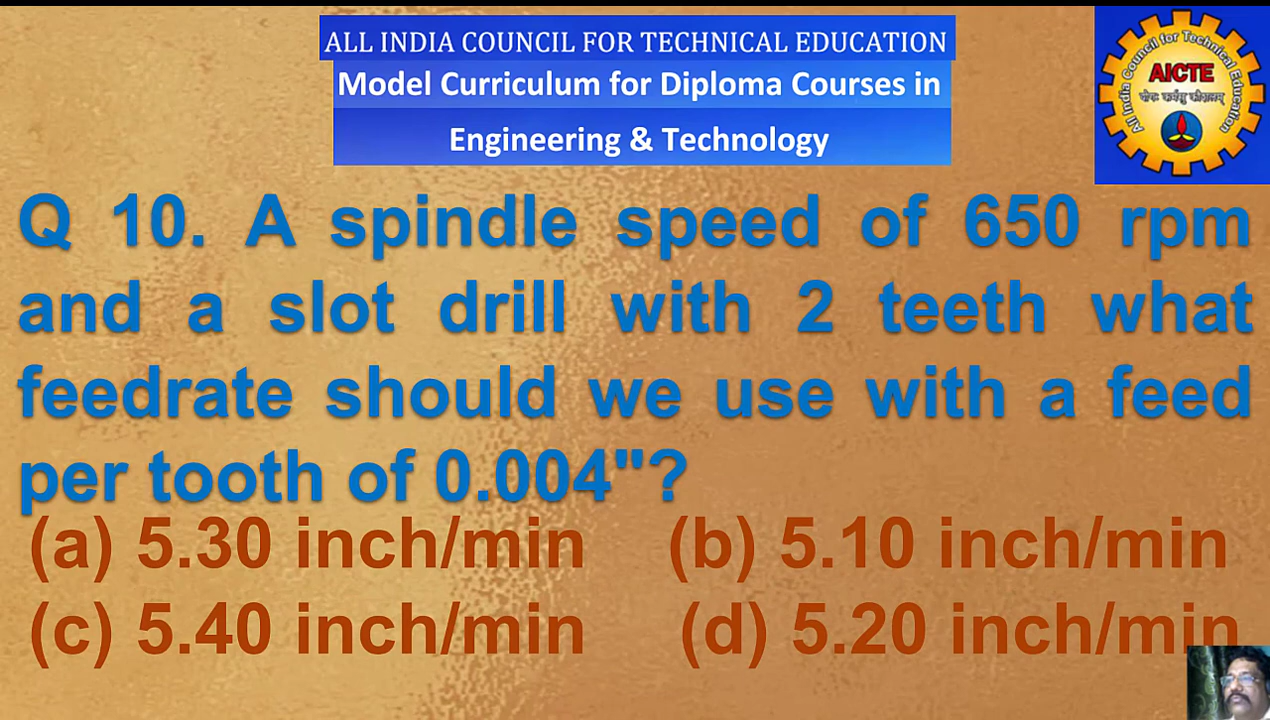 ALL INDIA COUNCIL FOR TECHNICAL EDUCATION
Model Curriculum for Diploma Courses in
Engineering & Technology
All India Council for Technical Education
AICTE
योगः कर्मसु कौशलम्
Q 10. A spindle speed of 650 rpm
and a slot drill with 2 teeth what
feedrate should we use with a feed
per tooth of 0.004"?
(a) 5.30 inch/min (b) 5.10 inch/min
(c) 5.40 inch/min (d) 5.20 inch/min